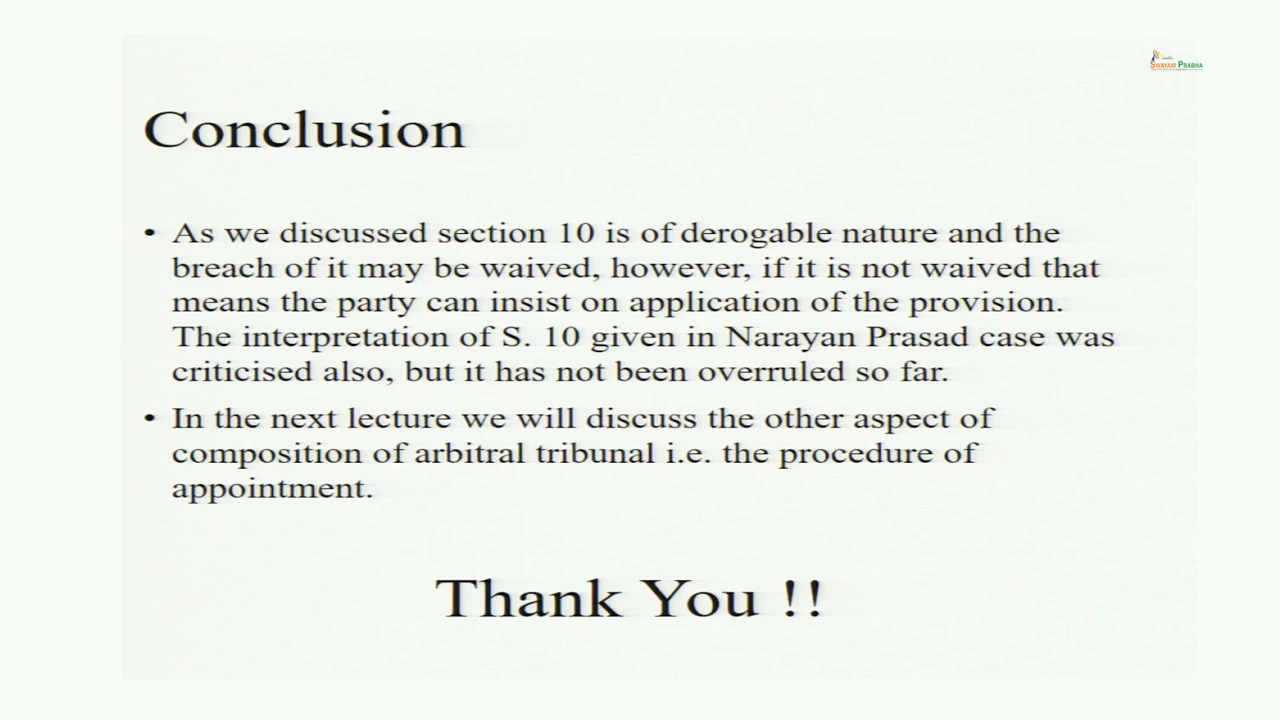 SWAYAM PRABHA
Conclusion
• As we discussed section 10 is of derogable nature and the
breach of it may be waived, however, if it is not waived that
means the party can insist on application of the provision.
The interpretation of S. 10 given in Narayan Prasad case was
criticised also, but it has not been overruled so far.
• In the next lecture we will discuss the other aspect of
composition of arbitral tribunal i.e. the procedure of
appointment.
Thank You !!